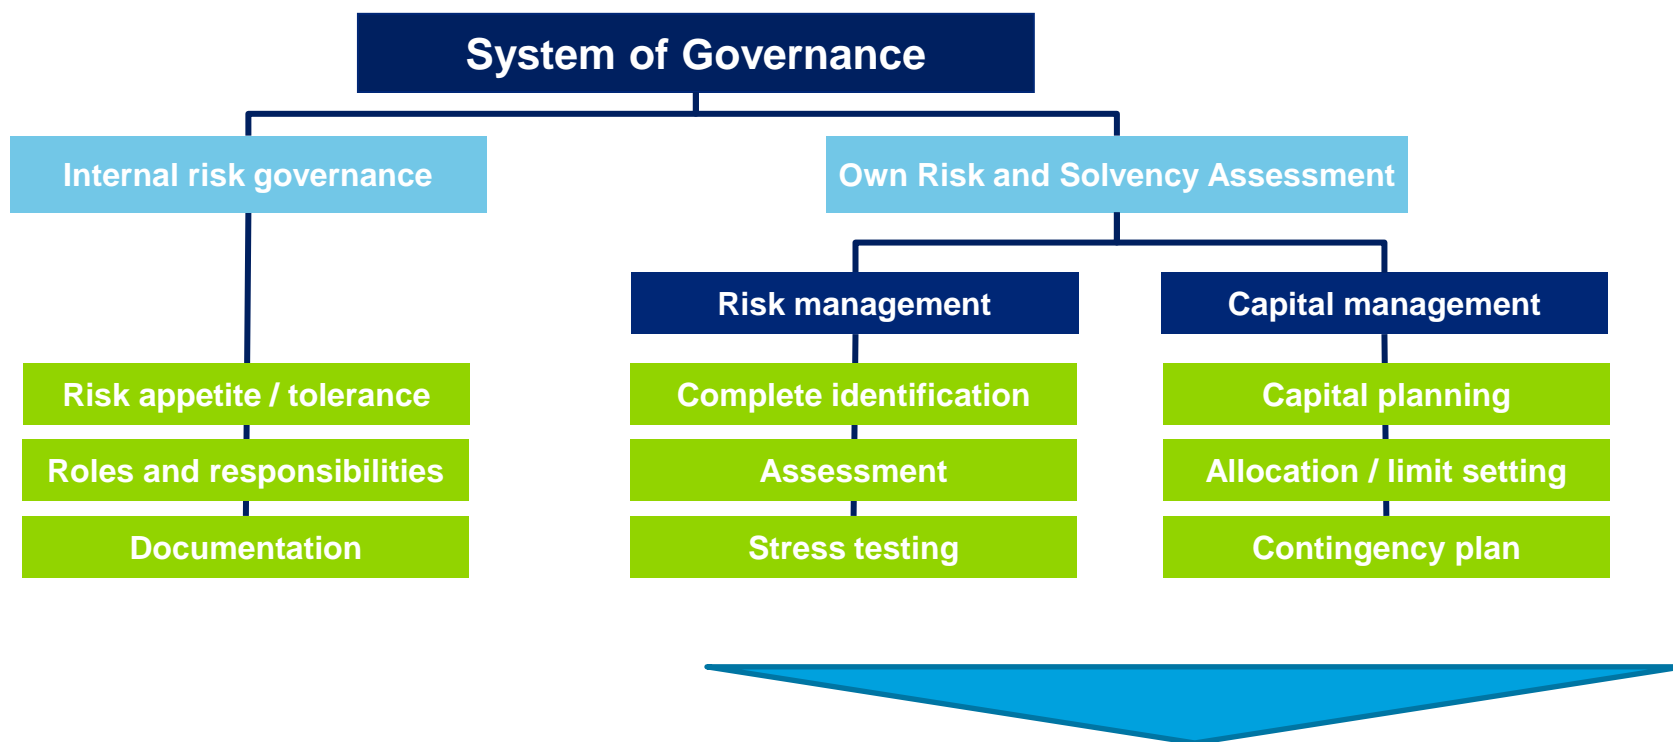 System of Governance
Internal risk governance
Own Risk and Solvency Assessment
Risk management
Capital management
Risk appetite / tolerance
Complete identification
Capital planning
Roles and responsibilities
Assessment
Allocation / limit setting
Documentation
Stress testing
Contingency plan